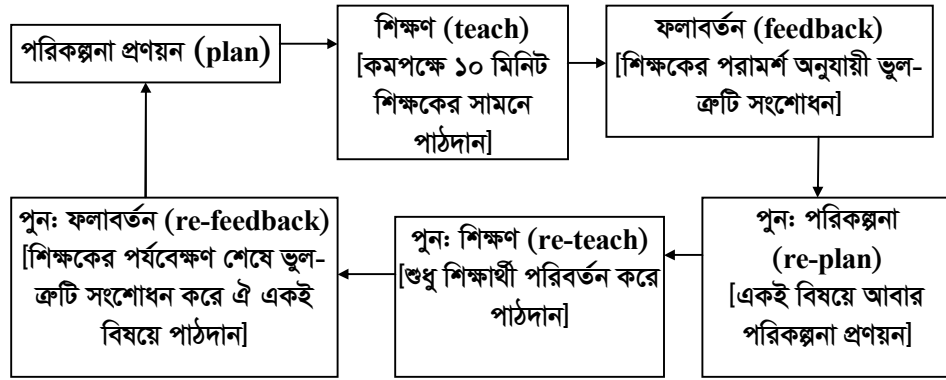 পরিকল্পনা প্রণয়ন (plan)
শিক্ষণ (teach)
[কমপক্ষে ১০ মিনিট
শিক্ষকের সামনে
পাঠদান]
ফলাবর্তন (feedback)
[শিক্ষকের পরামর্শ অনুযায়ী ভুল-
ত্রুটি সংশোধন]
পুন: পরিকল্পনা
(re-plan)
[একই বিষয়ে আবার
পরিকল্পনা প্রণয়ন]
পুন: শিক্ষণ (re-teach)
[শুধু শিক্ষার্থী পরিবর্তন করে
পাঠদান]
পুন: ফলাবর্তন (re-feedback)
[শিক্ষকের পর্যবেক্ষণ শেষে ভুল-
ত্রুটি সংশোধন করে ঐ একই
বিষয়ে পাঠদান]